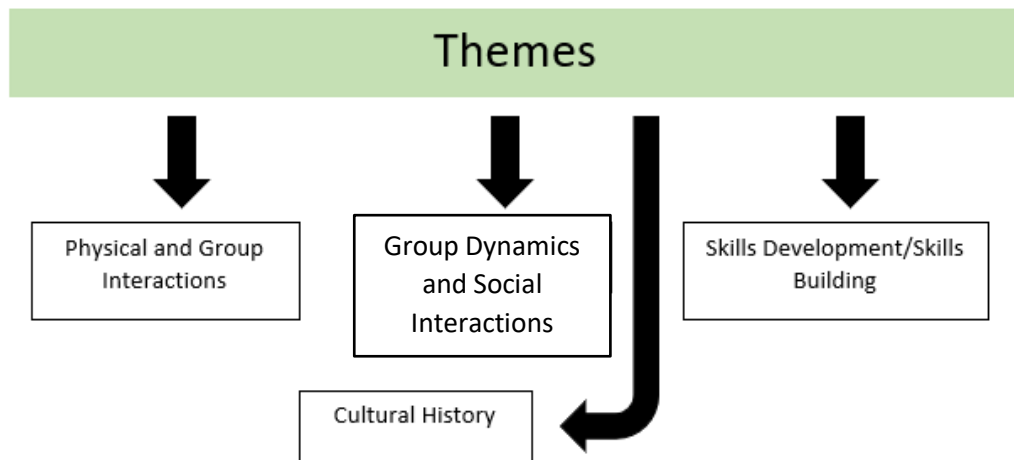 Themes
Physical and Group
Interactions
Group Dynamics
and Social
Interactions
Skills Development/Skills
Building
Cultural History